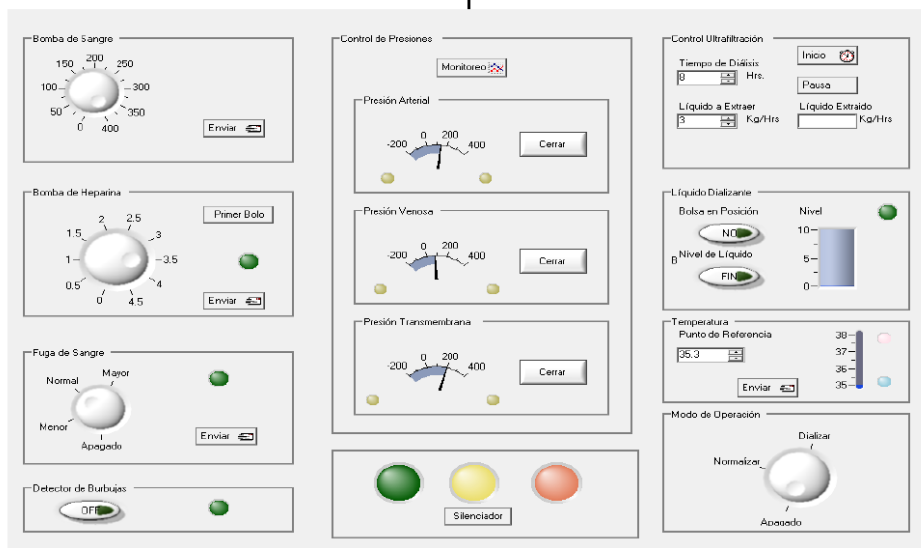 Bomba de Sangre
200
150 250
100 300
50 350
0 400
Enviar
Bomba de Heparina
Primer Bolo
2 2.5
1.5 3
1 3.5
0.5 4
0 4.5
Enviar
Fuga de Sangre
Normal Mayor
Menor
Apagado
Enviar
Detector de Burbujas
OFF
Control de Presiones
Monitoreo
Presión Arterial
-200 0 200 400
Cerrar
Presión Venosa
-200 0 200 400
Cerrar
Presión Transmembrana
-200 0 200 400
Cerrar
Silenciador
Control Ultrafiltración
Inicio
Tiempo de Diálisis
8 Hrs.
Pausa
Líquido a Extraer Líquido Extraido
3 Kg/Hrs Kg/Hrs
Líquido Dializante
Bolsa en Posición Nivel
NO
10
5
0
B Nivel de Líquido
FIN
Temperatura
Punto de Referencia
35.3
38
37
36
35
Enviar
Modo de Operación
Dializar
Normalizar
Apagado